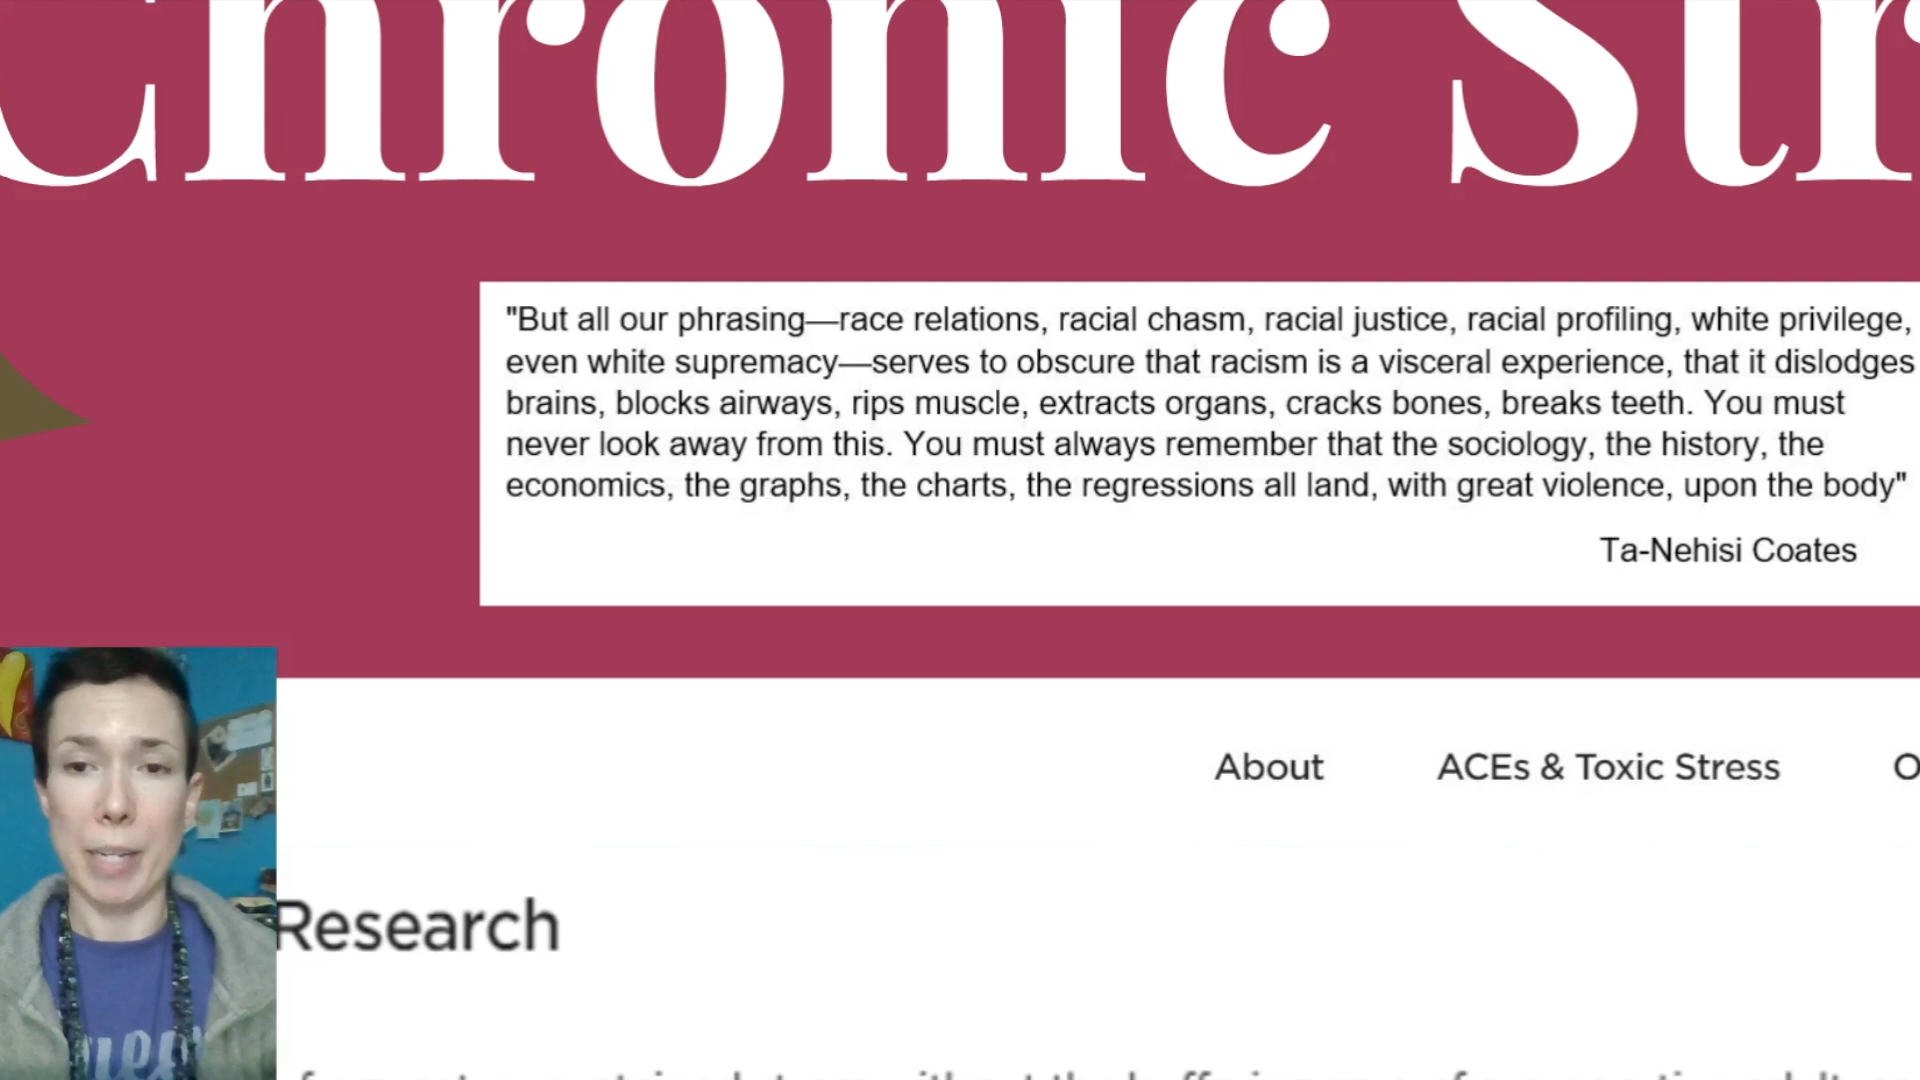 Chronic Str
"But all our phrasing—race relations, racial chasm, racial justice, racial profiling, white privilege,
even white supremacy—serves to obscure that racism is a visceral experience, that it dislodges
brains, blocks airways, rips muscle, extracts organs, cracks bones, breaks teeth. You must
never look away from this. You must always remember that the sociology, the history, the
economics, the graphs, the charts, the regressions all land, with great violence, upon the body"
Ta-Nehisi Coates
About ACEs & Toxic Stress O
Research